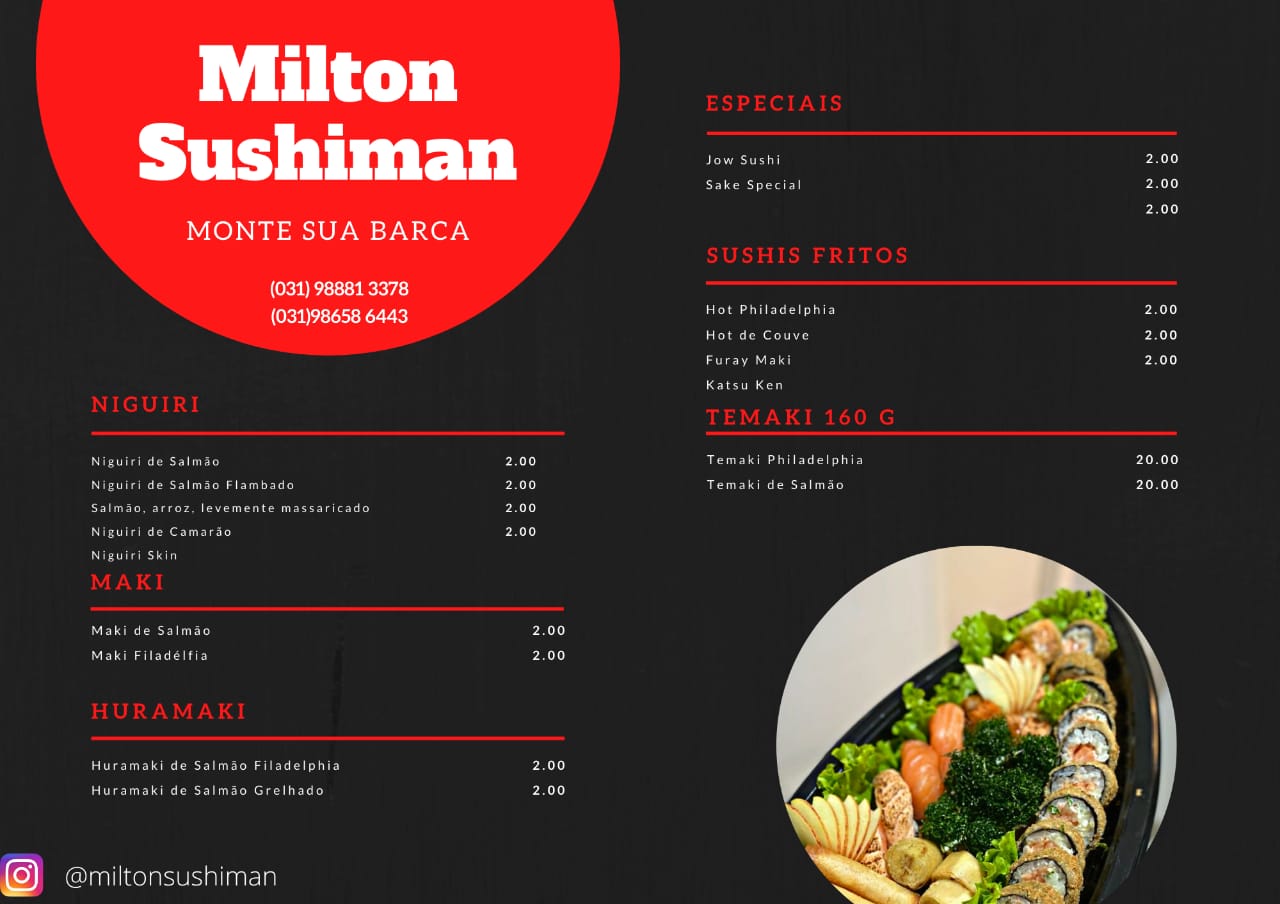 Milton
Sushiman
MONTE SUA BARCA
(031) 98881 3378
(031)98658 6443
NIGUIRI
Niguiri de Salmão 2.00
Niguiri de Salmão Flambado 2.00
Salmão, arroz, levemente massaricado 2.00
Niguiri de Camarão 2.00
Niguiri Skin
MAKI
Maki de Salmão 2.00
Maki Filadélfia 2.00
HURAMAKI
Huramaki de Salmão Filadelphia 2.00
Huramaki de Salmão Grelhado 2.00
@miltonsushiman
ESPECIAIS
Jow Sushi 2.00
Sake Special 2.00
2.00
SUSHIS FRITOS
Hot Philadelphia 2.00
Hot de Couve 2.00
Furay Maki 2.00
Katsu Ken
TEMAKI 160 G
Temaki Philadelphia 20.00
Temaki de Salmão 20.00